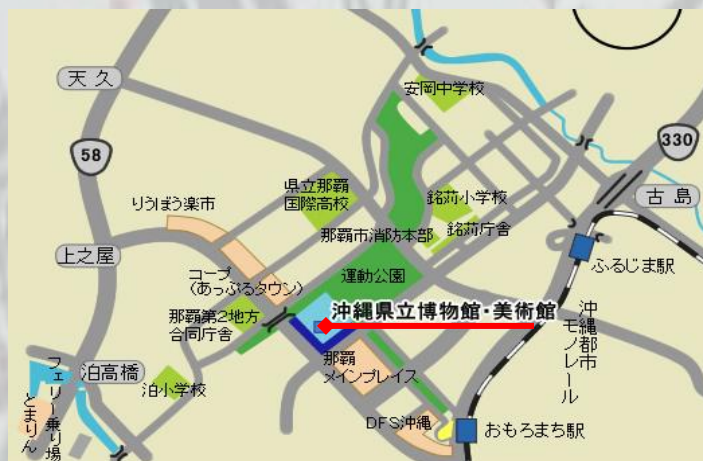 天久
安岡中学校
58
330
県立那覇
国際高校
銘苅小学校
古島
りうぼう楽市
那覇市消防本部
銘苅庁舎
上之屋
コープ
(あっぷるタウン)
運動公園
ふるじま駅
沖縄県立博物館・美術館
那覇第2地方
合同庁舎
沖縄都市
モノレール
那覇
メインプレイス
泊高橋
泊小学校
フェリー乗り場
とまりん
DFS沖縄
おもろまち駅